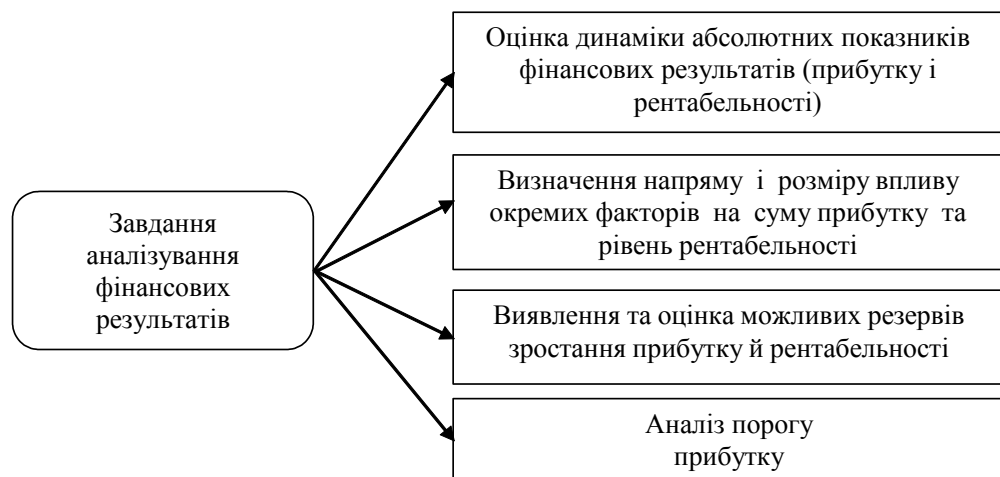 Завдання
аналізування
фінансових
результатів
Оцінка динаміки абсолютних показників
фінансових результатів (прибутку і
рентабельності)
Визначення напряму і розміру впливу
окремих факторів на суму прибутку та
рівень рентабельності
Виявлення та оцінка можливих резервів
зростання прибутку й рентабельності
Аналіз порогу
прибутку